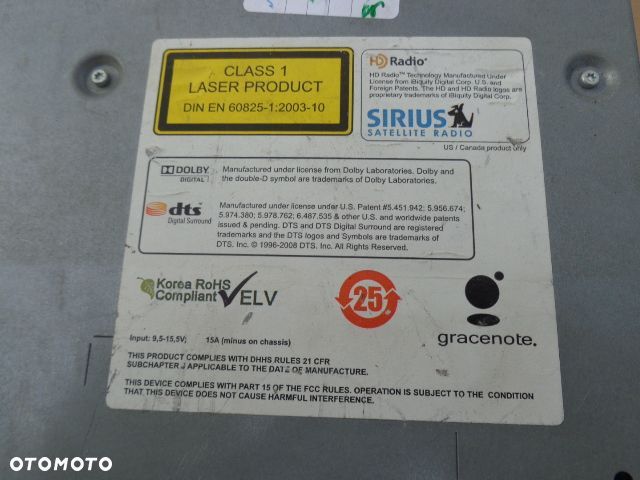 CLASS 1
LASER PRODUCT
DIN EN 60825-1:2003-10
HD Radio
HD Radio™ Technology Manufactured Under
License from iBiquity Digital Corp. U.S. and
Foreign Patents. The HD and HD Radio logos are
proprietary trademarks of iBiquity Digital Corp.
SIRIUS
SATELLITE RADIO
US / Canada product only
DOLBY
DIGITAL
Manufactured under license from Dolby Laboratories. Dolby and
the double-D symbol are trademarks of Dolby Laboratories.
dts
Digital Surround
Manufactured under license under U.S. Patent #5.451.942; 5.956.674;
5.974.380; 5.978.762; 6.487.535 & other U.S. and worldwide patents
issued & pending. DTS and DTS Digital Surround are registered
trademarks and the DTS logos and Symbols are trademarks of
DTS. Inc. © 1996-2008 DTS. Inc. All Rights Reserved.
Korea RoHS
Compliant
ELV
25
gracenote.
Input: 9,5-15,5V; 15A (minus on chassis)
THIS PRODUCT COMPLIES WITH DHHS RULES 21 CFR
SUBCHAPTER J APPLICABLE TO THE DATE OF MANUFACTURE.
THIS DEVICE COMPLIES WITH PART 15 OF THE FCC RULES. OPERATION IS SUBJECT TO THE CONDITION
THAT THIS DEVICE DOES NOT CAUSE HARMFUL INTERFERENCE.
OTOMOTO